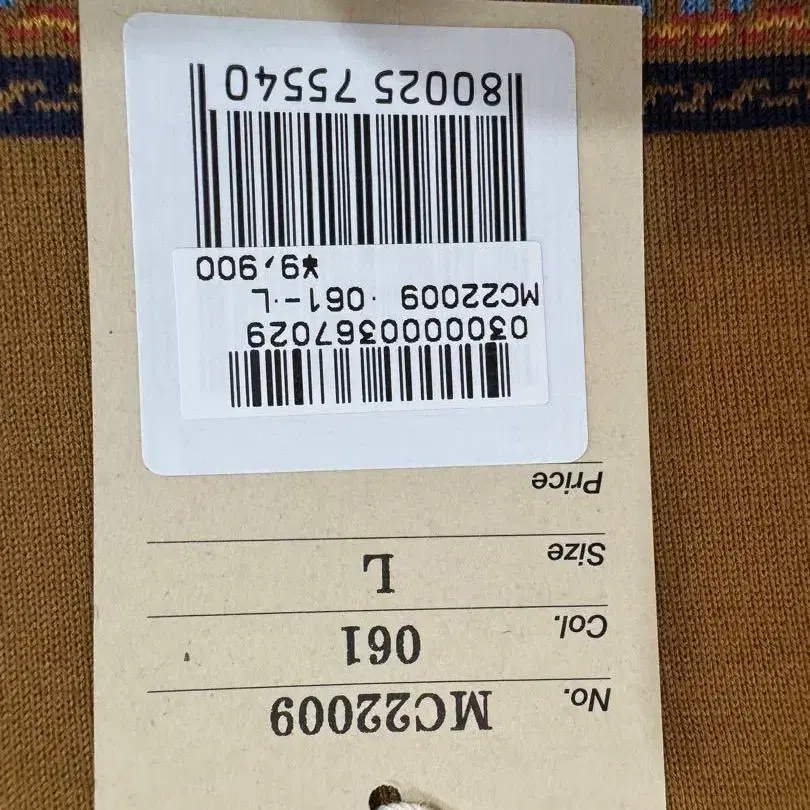 No. MC22009
Col. 061
Size L
Price
0300000367029
MC22009 ·061-·L
¥9,900
80025 75540